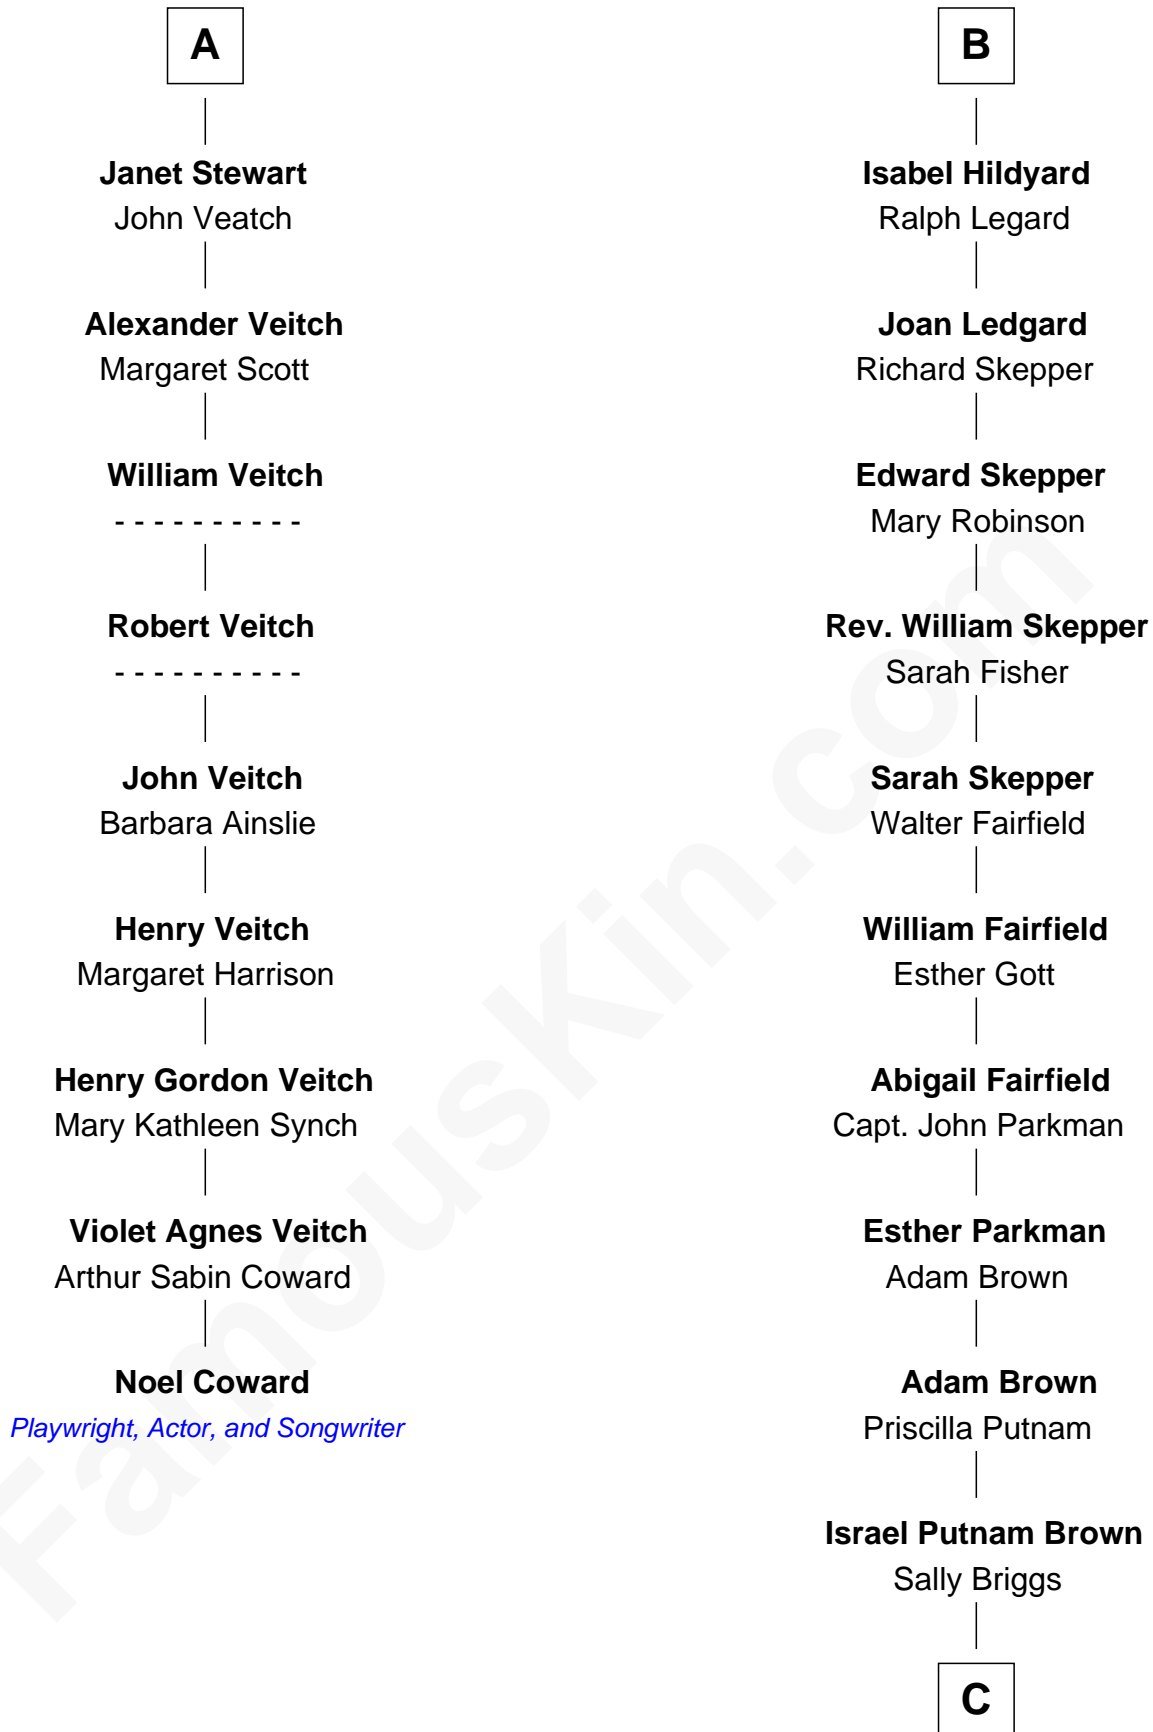 A
Janet Stewart
John Veatch
Alexander Veitch
Margaret Scott
William Veitch
- - - - - - - - - -
Robert Veitch
- - - - - - - - - -
John Veitch
Barbara Ainslie
Henry Veitch
Margaret Harrison
Henry Gordon Veitch
Mary Kathleen Synch
Violet Agnes Veitch
Arthur Sabin Coward
Noel Coward
Playwright, Actor, and Songwriter
B
Isabel Hildyard
Ralph Legard
Joan Ledgard
Richard Skepper
Edward Skepper
Mary Robinson
Rev. William Skepper
Sarah Fisher
Sarah Skepper
Walter Fairfield
William Fairfield
Esther Gott
Abigail Fairfield
Capt. John Parkman
Esther Parkman
Adam Brown
Adam Brown
Priscilla Putnam
Israel Putnam Brown
Sally Briggs
C
FamousKin.com